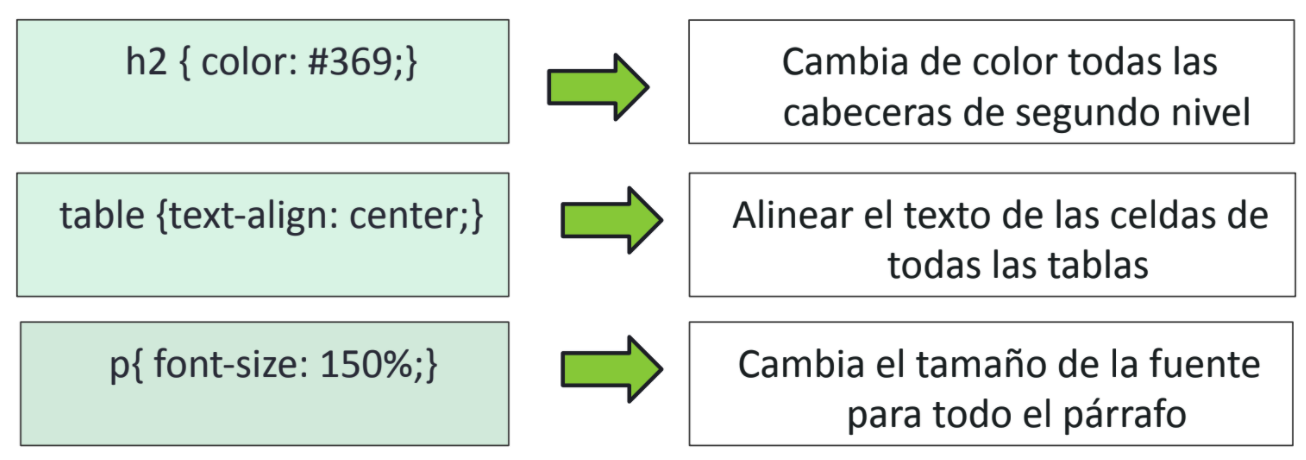 h2 { color: #369;}
Cambia de color todas las
cabeceras de segundo nivel
table {text-align: center;}
Alinear el texto de las celdas de
todas las tablas
p{ font-size: 150%;}
Cambia el tamaño de la fuente
para todo el párrafo